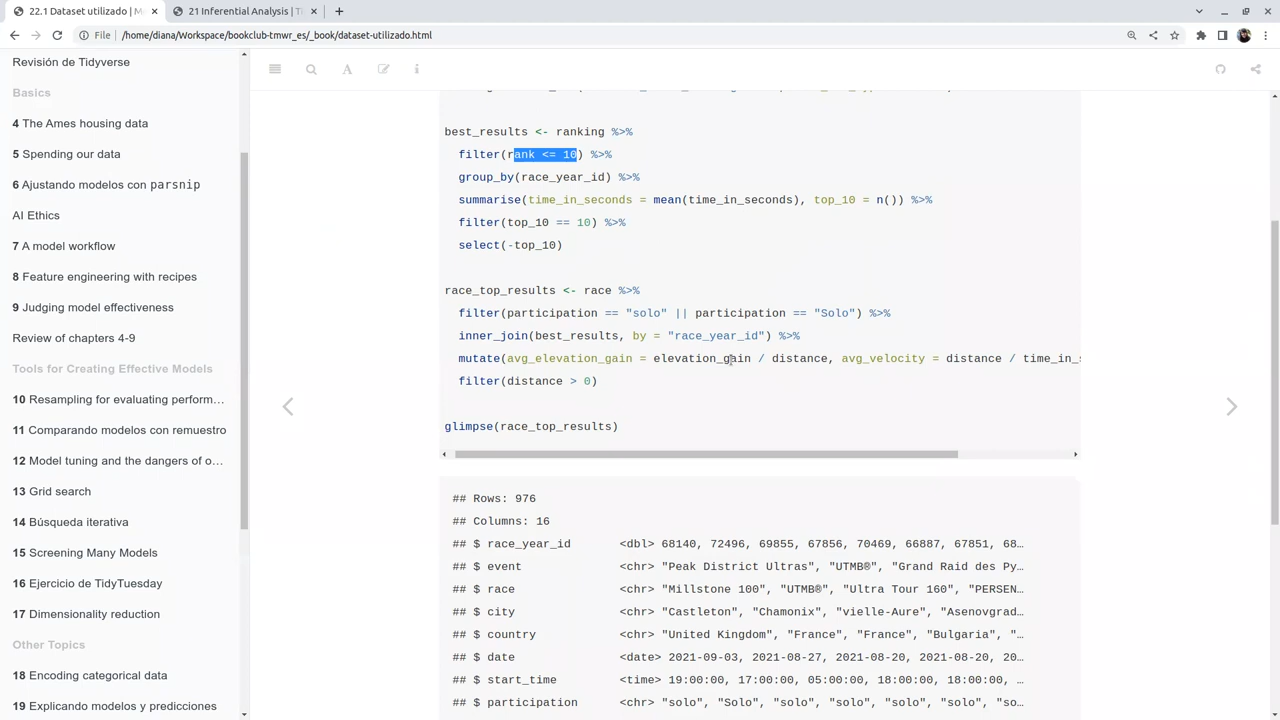 22.1 Dataset utilizado | M
21 Inferential Analysis | T
File
/home/diana/Workspace/bookclub-tmwr_es/_book/dataset-utilizado.html
Revisión de Tidyverse
Basics
4 The Ames housing data
5 Spending our data
6 Ajustando modelos con parsnip
AI Ethics
7 A model workflow
8 Feature engineering with recipes
9 Judging model effectiveness
Review of chapters 4-9
Tools for Creating Effective Models
10 Resampling for evaluating perform…
11 Comparando modelos con remuestro
12 Model tuning and the dangers of o…
13 Grid search
14 Búsqueda iterativa
15 Screening Many Models
16 Ejercicio de TidyTuesday
17 Dimensionality reduction
Other Topics
18 Encoding categorical data
19 Explicando modelos y predicciones
best_results <- ranking %>%
filter(rank <= 10) %>%
group_by(race_year_id) %>%
summarise(time_in_seconds = mean(time_in_seconds), top_10 = n()) %>%
filter(top_10 == 10) %>%
select(-top_10)
race_top_results <- race %>%
filter(participation == "solo" || participation == "Solo") %>%
inner_join(best_results, by = "race_year_id") %>%
mutate(avg_elevation_gain = elevation_gain / distance, avg_velocity = distance / time_in_s
filter(distance > 0)
glimpse(race_top_results)
## Rows: 976
## Columns: 16
## $ race_year_id <dbl> 68140, 72496, 69855, 67856, 70469, 66887, 67851, 68…
## $ event <chr> "Peak District Ultras", "UTMB®", "Grand Raid des Py…
## $ race <chr> "Millstone 100", "UTMB®", "Ultra Tour 160", "PERSEN…
## $ city <chr> "Castleton", "Chamonix", "vielle-Aure", "Asenovgrad…
## $ country <chr> "United Kingdom", "France", "France", "Bulgaria", "…
## $ date <date> 2021-09-03, 2021-08-27, 2021-08-20, 2021-08-20, 20…
## $ start_time <time> 19:00:00, 17:00:00, 05:00:00, 18:00:00, 18:00:00, …
## $ participation <chr> "solo", "Solo", "solo", "solo", "solo", "solo", "so…